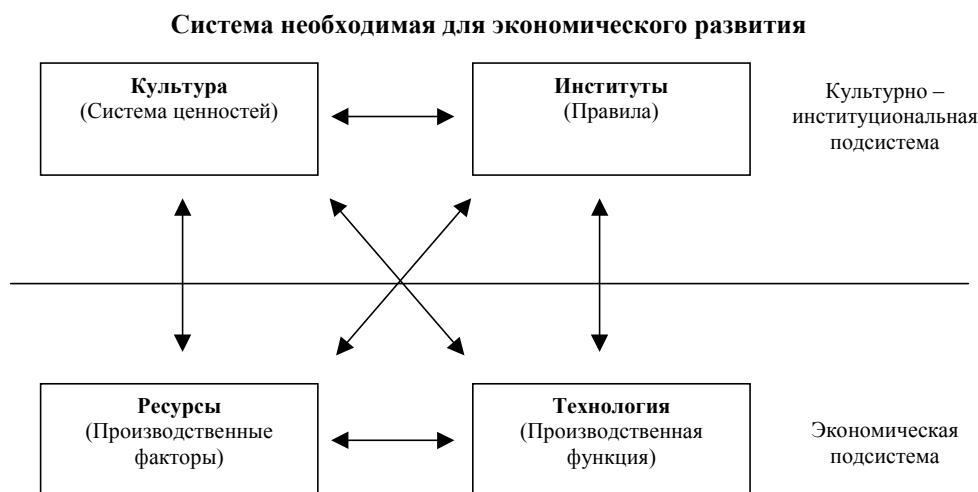 Система необходимая для экономического развития
Культура
(Система ценностей)
Институты
(Правила)
Культурно –
институциональная
подсистема
Ресурсы
(Производственные
факторы)
Технология
(Производственная
функция)
Экономическая
подсистема